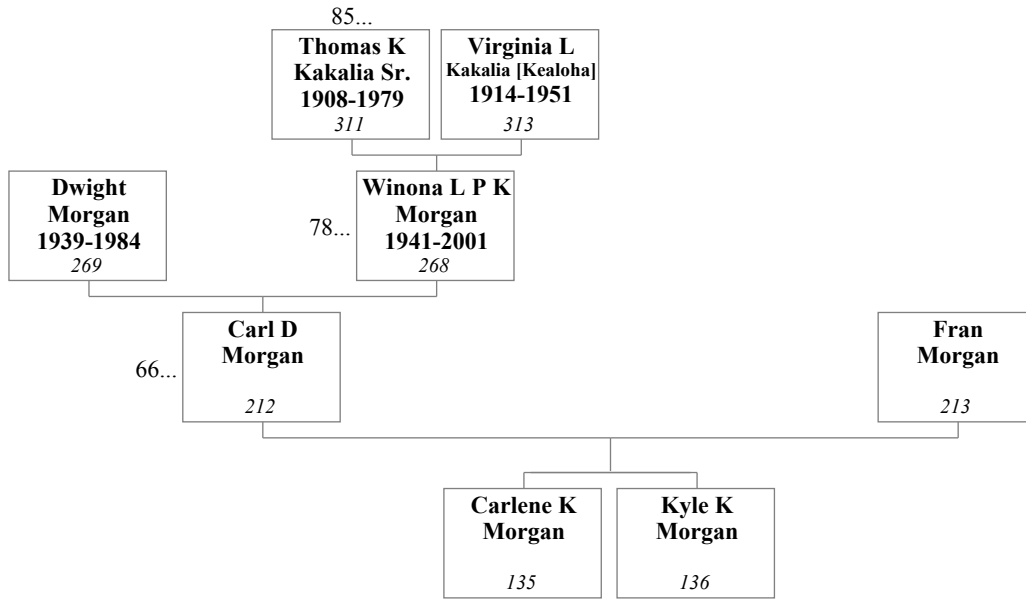 85...
Thomas K
Kakalia Sr.
1908-1979
311
Virginia L
Kakalia [Kealoha]
1914-1951
313
Dwight
Morgan
1939-1984
269
78...
Winona L P K
Morgan
1941-2001
268
66...
Carl D
Morgan
212
Fran
Morgan
213
Carlene K
Morgan
135
Kyle K
Morgan
136